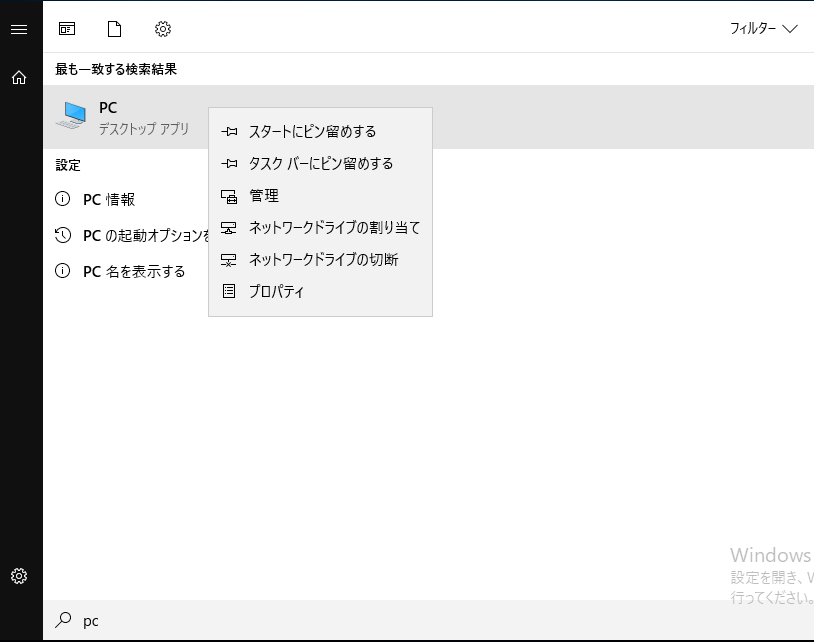 フィルター
最も一致する検索結果
PC
デスクトップ アプリ
設定
PC 情報
PC の起動オプションを
PC 名を表示する
スタートにピン留めする
タスク バーにピン留めする
管理
ネットワークドライブの割り当て
ネットワークドライブの切断
プロパティ
Windows
設定を開き、W
行ってください。
pc